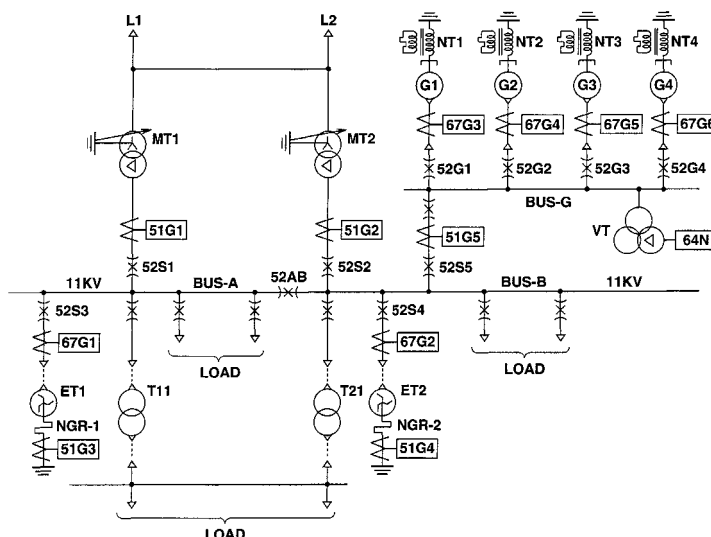 L1 L2
NT1 NT2 NT3 NT4
G1 G2 G3 G4
MT1 MT2
67G3 67G4 67G5 67G6
52G1 52G2 52G3 52G4
BUS-G
51G1 51G2 51G5
VT 64N
52S1 52S2 52S5
11KV BUS-A 52AB BUS-B 11KV
52S3 52S4
67G1 67G2
LOAD LOAD
ET1 T11 T21 ET2
NGR-1 NGR-2
51G3 51G4
LOAD